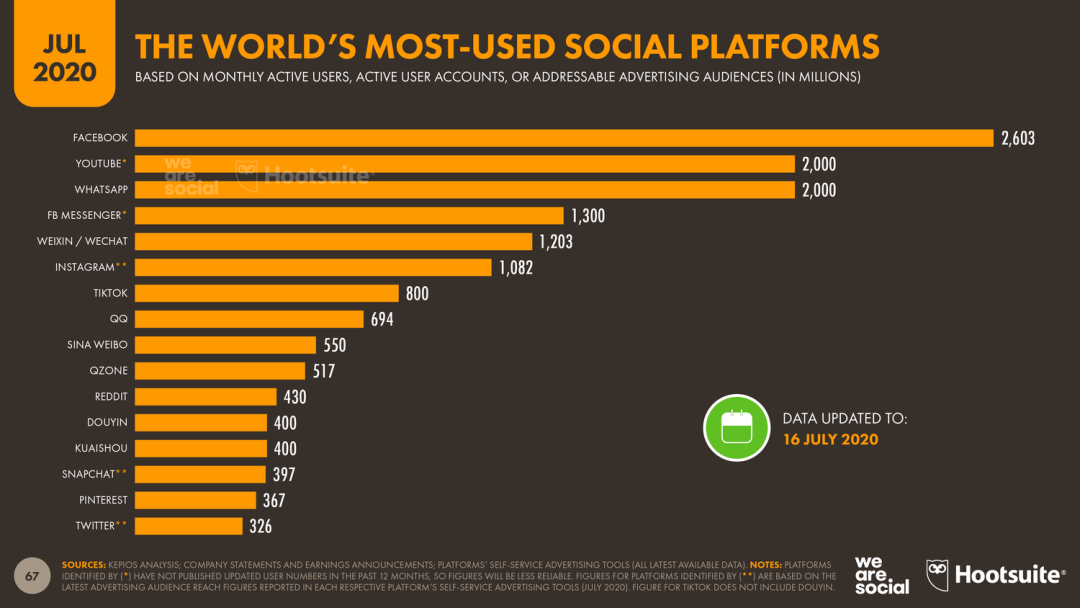 JUL
2020
THE WORLD'S MOST-USED SOCIAL PLATFORMS
BASED ON MONTHLY ACTIVE USERS, ACTIVE USER ACCOUNTS, OR ADDRESSABLE ADVERTISING AUDIENCES (IN MILLIONS)
FACEBOOK 2,603
YOUTUBE* 2,000
WHATSAPP 2,000
we
are
social
Hootsuite®
FB MESSENGER* 1,300
WEIXIN / WECHAT 1,203
INSTAGRAM** 1,082
TIKTOK 800
QQ 694
SINA WEIBO 550
QZONE 517
REDDIT 430
DOUYIN 400
KUAISHOU 400
SNAPCHAT** 397
PINTEREST 367
TWITTER** 326
DATA UPDATED TO:
16 JULY 2020
67
SOURCES: KEPIOS ANALYSIS; COMPANY STATEMENTS AND EARNINGS ANNOUNCEMENTS; PLATFORMS' SELF-SERVICE ADVERTISING TOOLS (ALL LATEST AVAILABLE DATA). NOTES: PLATFORMS
IDENTIFIED BY (*) HAVE NOT PUBLISHED UPDATED USER NUMBERS IN THE PAST 12 MONTHS, SO FIGURES WILL BE LESS RELIABLE. FIGURES FOR PLATFORMS IDENTIFIED BY (**) ARE BASED ON THE
LATEST ADVERTISING AUDIENCE REACH FIGURES REPORTED IN EACH RESPECTIVE PLATFORM'S SELF-SERVICE ADVERTISING TOOLS (JULY 2020). FIGURE FOR TIKTOK DOES NOT INCLUDE DOUYIN.
we
are
social
Hootsuite®